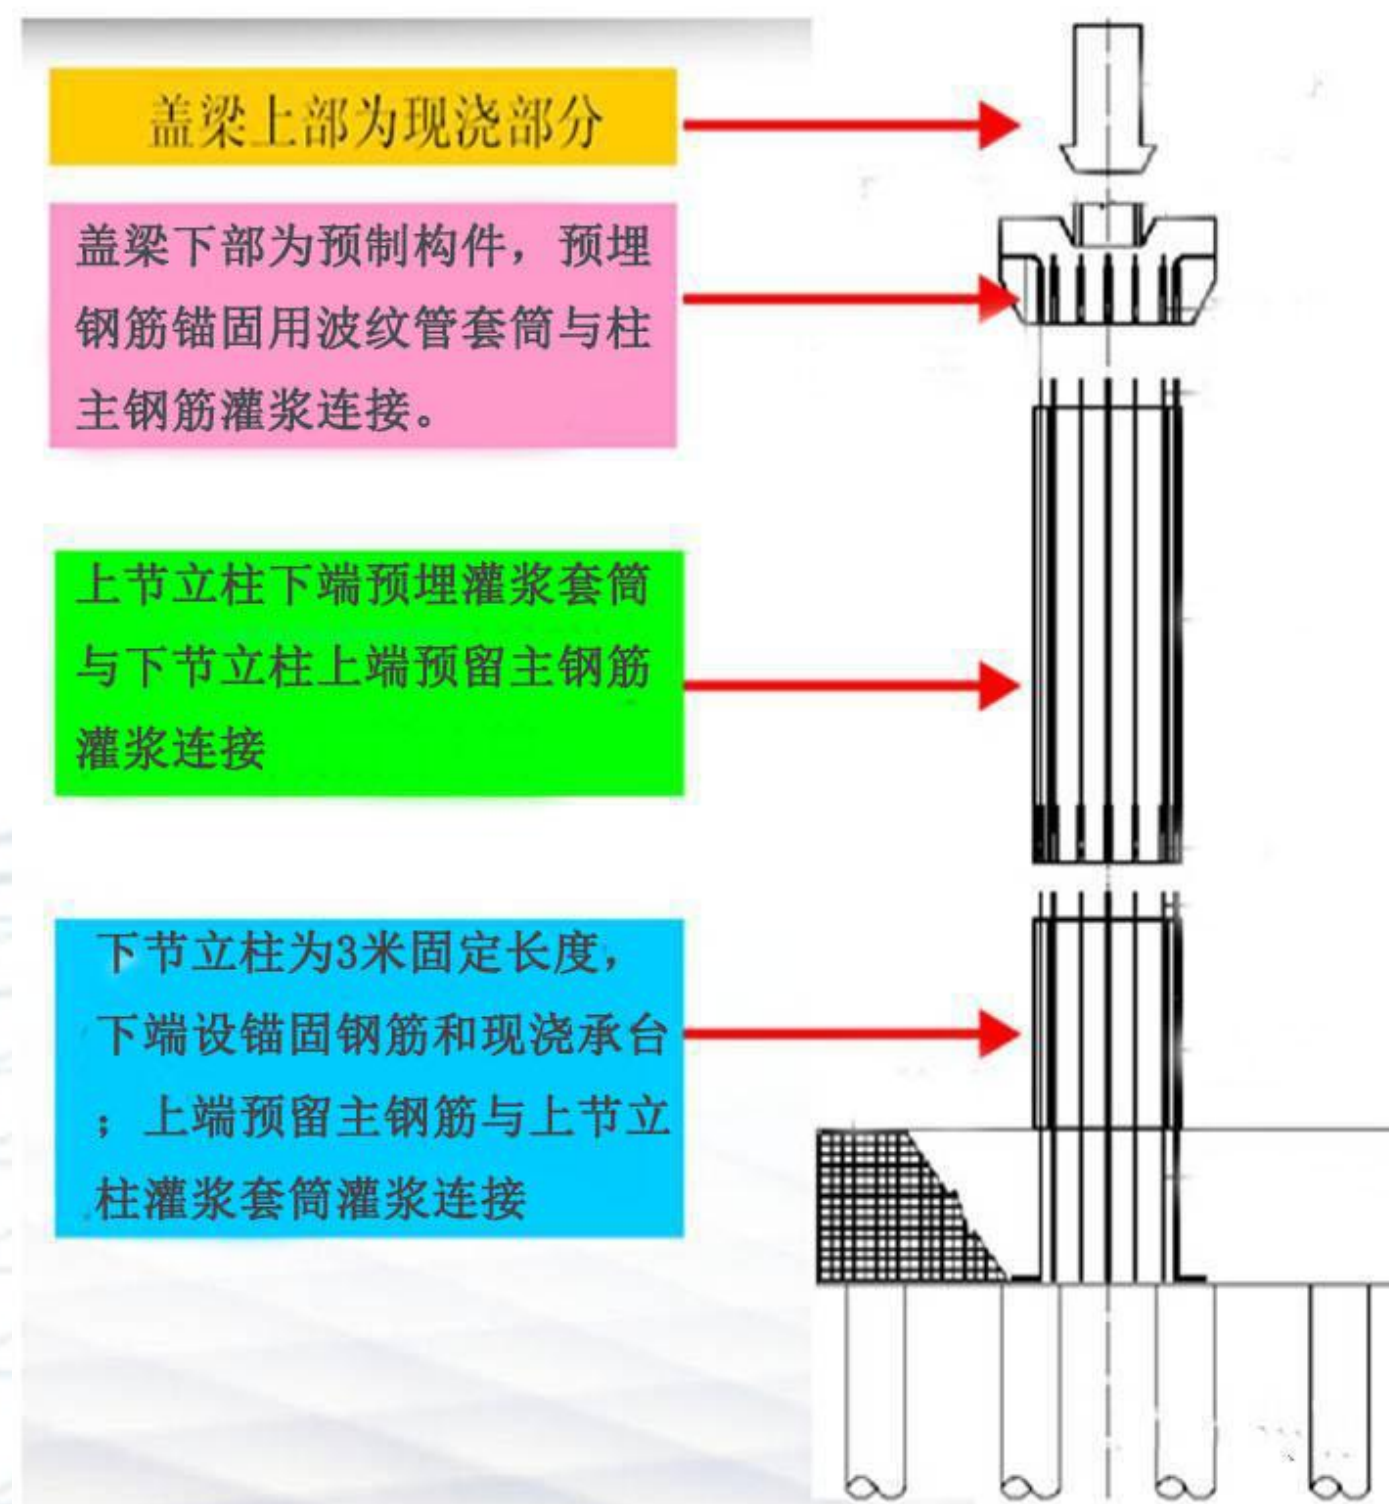 盖梁上部为现浇部分
盖梁下部为预制构件，预埋
钢筋锚固用波纹管套筒与柱
主钢筋灌浆连接。
上节立柱下端预埋灌浆套筒
与下节立柱上端预留主钢筋
灌浆连接
下节立柱为3米固定长度，
下端设锚固钢筋和现浇承台
；上端预留主钢筋与上节立
柱灌浆套筒灌浆连接